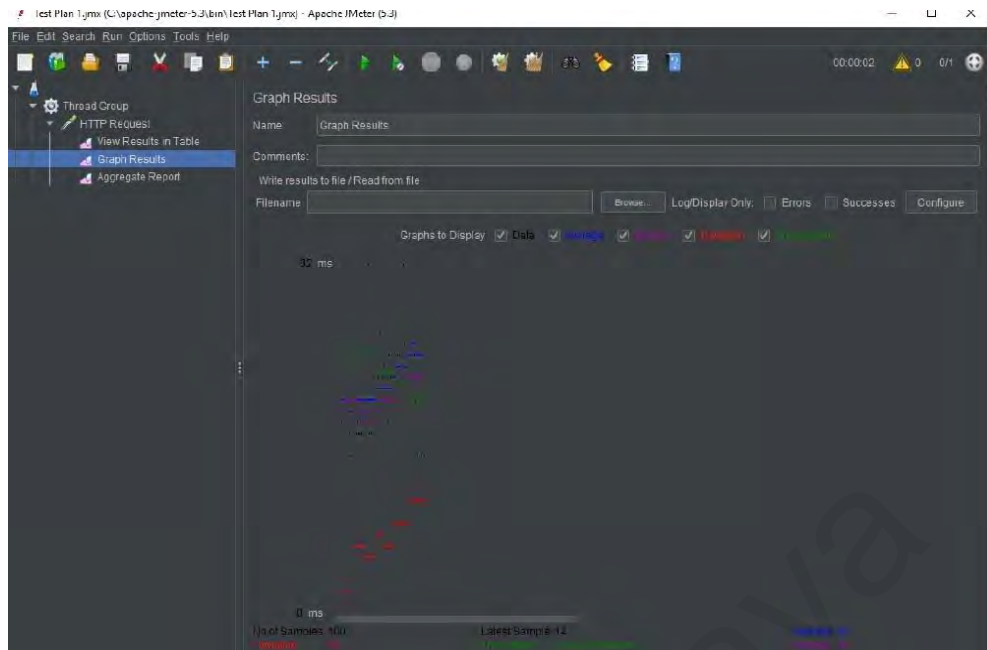 Test Plan 1.jmx (C:\apache-jmeter-5.3\bin\Test Plan 1.jmx) - Apache JMeter (5.3)
File Edit Search Run Options Tools Help
00:00:02 0 0/1
Thread Group
HTTP Request
View Results in Table
Graph Results
Aggregate Report
Graph Results
Name: Graph Results
Comments:
Write results to file / Read from file
Filename Browse... Log/Display Only: Errors Successes Configure
Graphs to Display Data Average
ms
0 ms
No of Samples 100 Latest Sample 14